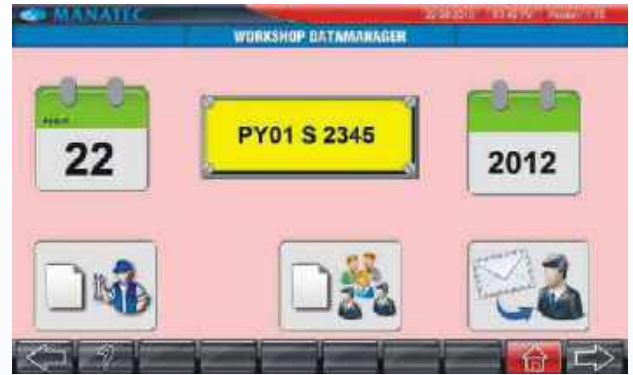 MANATEC
WORKSHOP DATAMANAGER
22
PY01 S 2345
2012